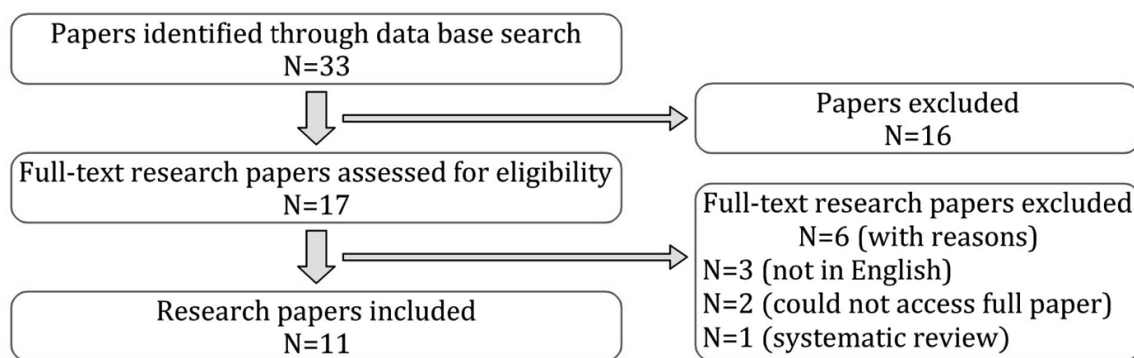 Papers identified through data base search
N=33
Papers excluded
N=16
Full-text research papers assessed for eligibility
N=17
Full-text research papers excluded
N=6 (with reasons)
N=3 (not in English)
N=2 (could not access full paper)
N=1 (systematic review)
Research papers included
N=11